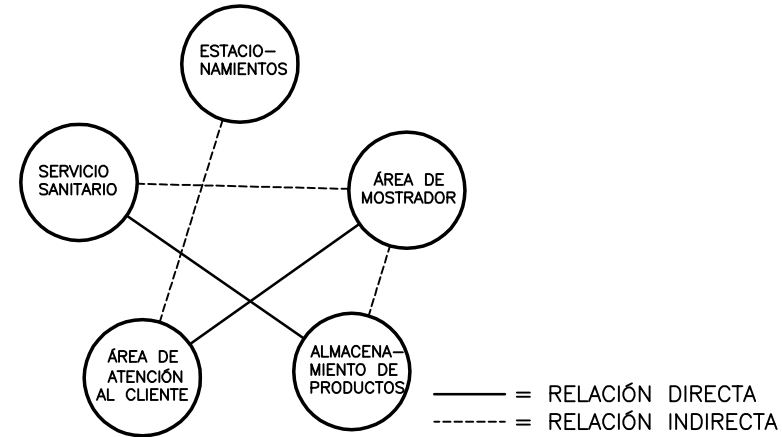 ESTACIO-
NAMIENTOS
SERVICIO
SANITARIO
ÁREA DE
MOSTRADOR
ÁREA DE
ATENCIÓN
AL CLIENTE
ALMACENA-
MIENTO DE
PRODUCTOS
= RELACIÓN DIRECTA
= RELACIÓN INDIRECTA